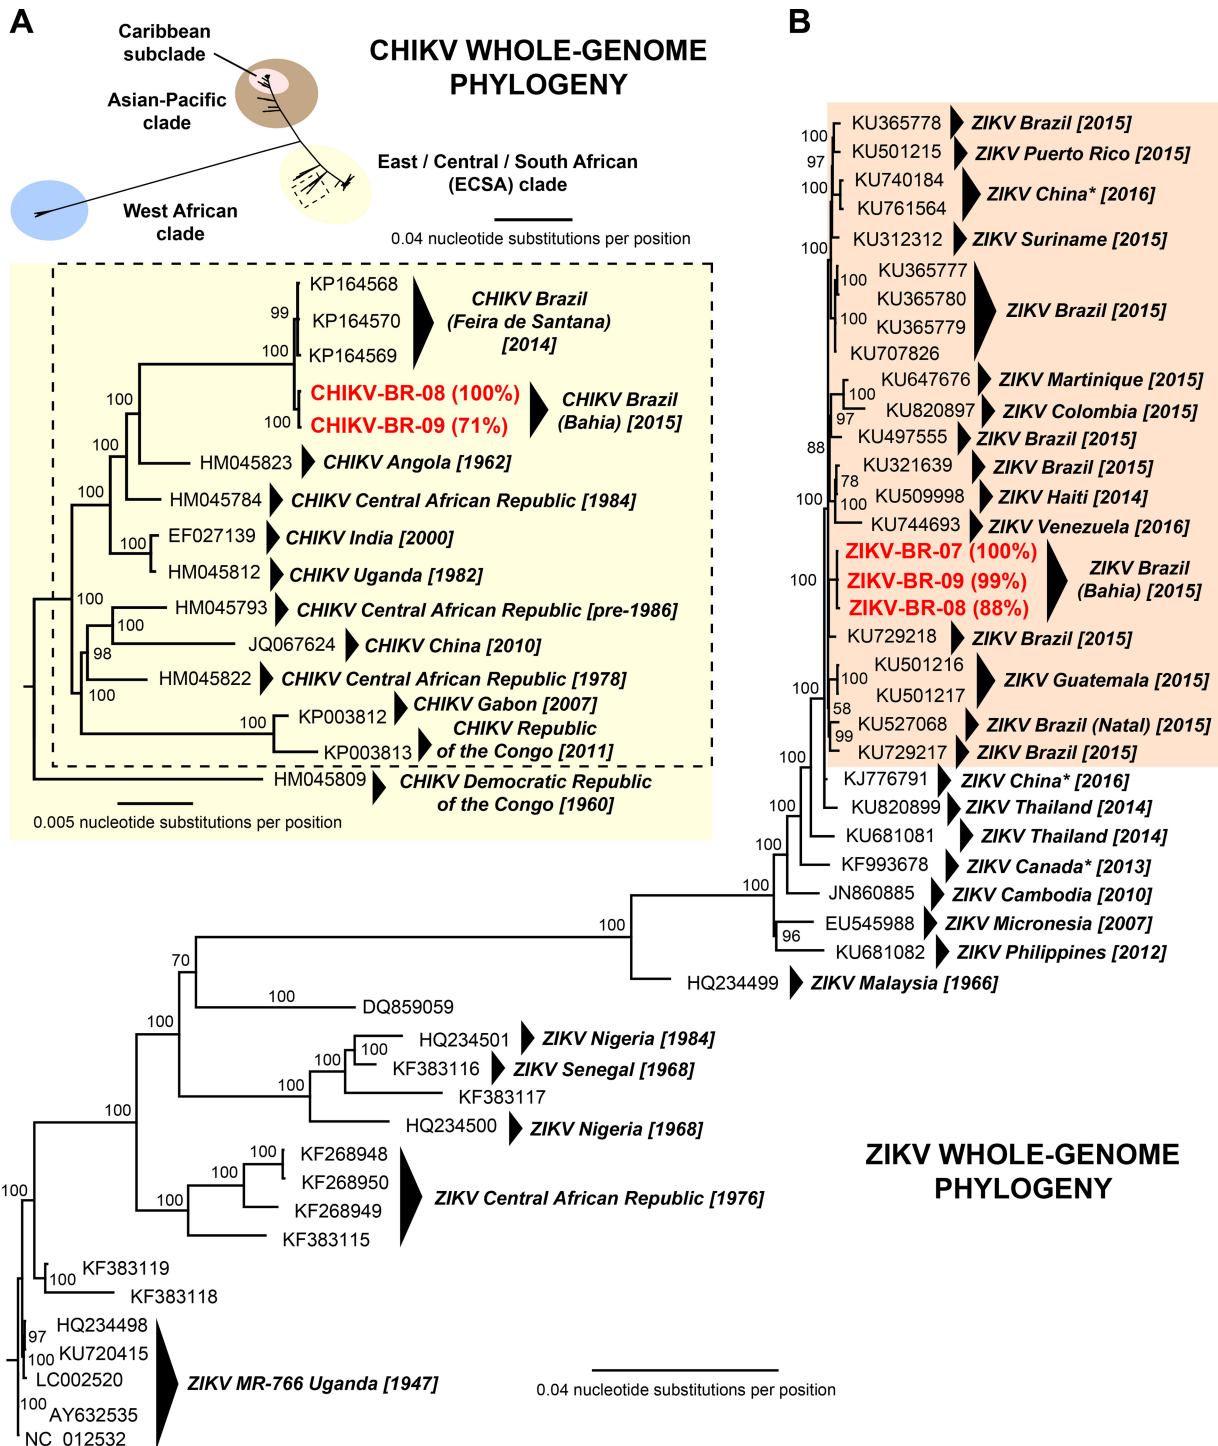 A
CHIKV WHOLE-GENOME
PHYLOGENY
Caribbean
subclade
Asian-Pacific
clade
East / Central / South African
(ECSA) clade
West African
clade
0.04 nucleotide substitutions per position
KP164568
99
KP164570
100
KP164569
CHIKV Brazil
(Feira de Santana)
[2014]
CHIKV-BR-08 (100%)
100
CHIKV-BR-09 (71%)
CHIKV Brazil
(Bahia) [2015]
100
HM045823
CHIKV Angola [1962]
100
HM045784
CHIKV Central African Republic [1984]
100
EF027139
CHIKV India [2000]
100
HM045812
CHIKV Uganda [1982]
100
HM045793
CHIKV Central African Republic [pre-1986]
100
JQ067624
CHIKV China [2010]
98
HM045822
CHIKV Central African Republic [1978]
100
KP003812
CHIKV Gabon [2007]
100
KP003813
CHIKV Republic
of the Congo [2011]
HM045809
CHIKV Democratic Republic
of the Congo [1960]
0.005 nucleotide substitutions per position
B
KU365778
ZIKV Brazil [2015]
100
97
KU501215
ZIKV Puerto Rico [2015]
KU740184
100
KU761564
ZIKV China* [2016]
KU312312
ZIKV Suriname [2015]
100
KU365777
100
KU365780
KU365779
100
KU707826
ZIKV Brazil [2015]
KU647676
ZIKV Martinique [2015]
100
KU820897
ZIKV Colombia [2015]
97
KU497555
ZIKV Brazil [2015]
88
KU321639
ZIKV Brazil [2015]
78
KU509998
ZIKV Haiti [2014]
100
100
KU744693
ZIKV Venezuela [2016]
ZIKV-BR-07 (100%)
100
ZIKV-BR-09 (99%)
ZIKV-BR-08 (88%)
ZIKV Brazil
(Bahia) [2015]
KU729218
ZIKV Brazil [2015]
KU501216
100
100
KU501217
ZIKV Guatemala [2015]
58
KU527068
ZIKV Brazil (Natal) [2015]
99
KU729217
ZIKV Brazil [2015]
100
KJ776791
ZIKV China* [2016]
KU820899
ZIKV Thailand [2014]
100
KU681081
ZIKV Thailand [2014]
100
KF993678
ZIKV Canada* [2013]
100
JN860885
ZIKV Cambodia [2010]
EU545988
ZIKV Micronesia [2007]
96
KU681082
ZIKV Philippines [2012]
100
HQ234499
ZIKV Malaysia [1966]
70
100
DQ859059
100
HQ234501
ZIKV Nigeria [1984]
100
100
KF383116
ZIKV Senegal [1968]
100
KF383117
HQ234500
ZIKV Nigeria [1968]
100
KF268948
100
100
KF268950
KF268949
100
KF383115
ZIKV Central African Republic [1976]
ZIKV WHOLE-GENOME
PHYLOGENY
100
KF383119
100
KF383118
HQ234498
97
KU720415
100
LC002520
100
AY632535
NC_012532
ZIKV MR-766 Uganda [1947]
0.04 nucleotide substitutions per position